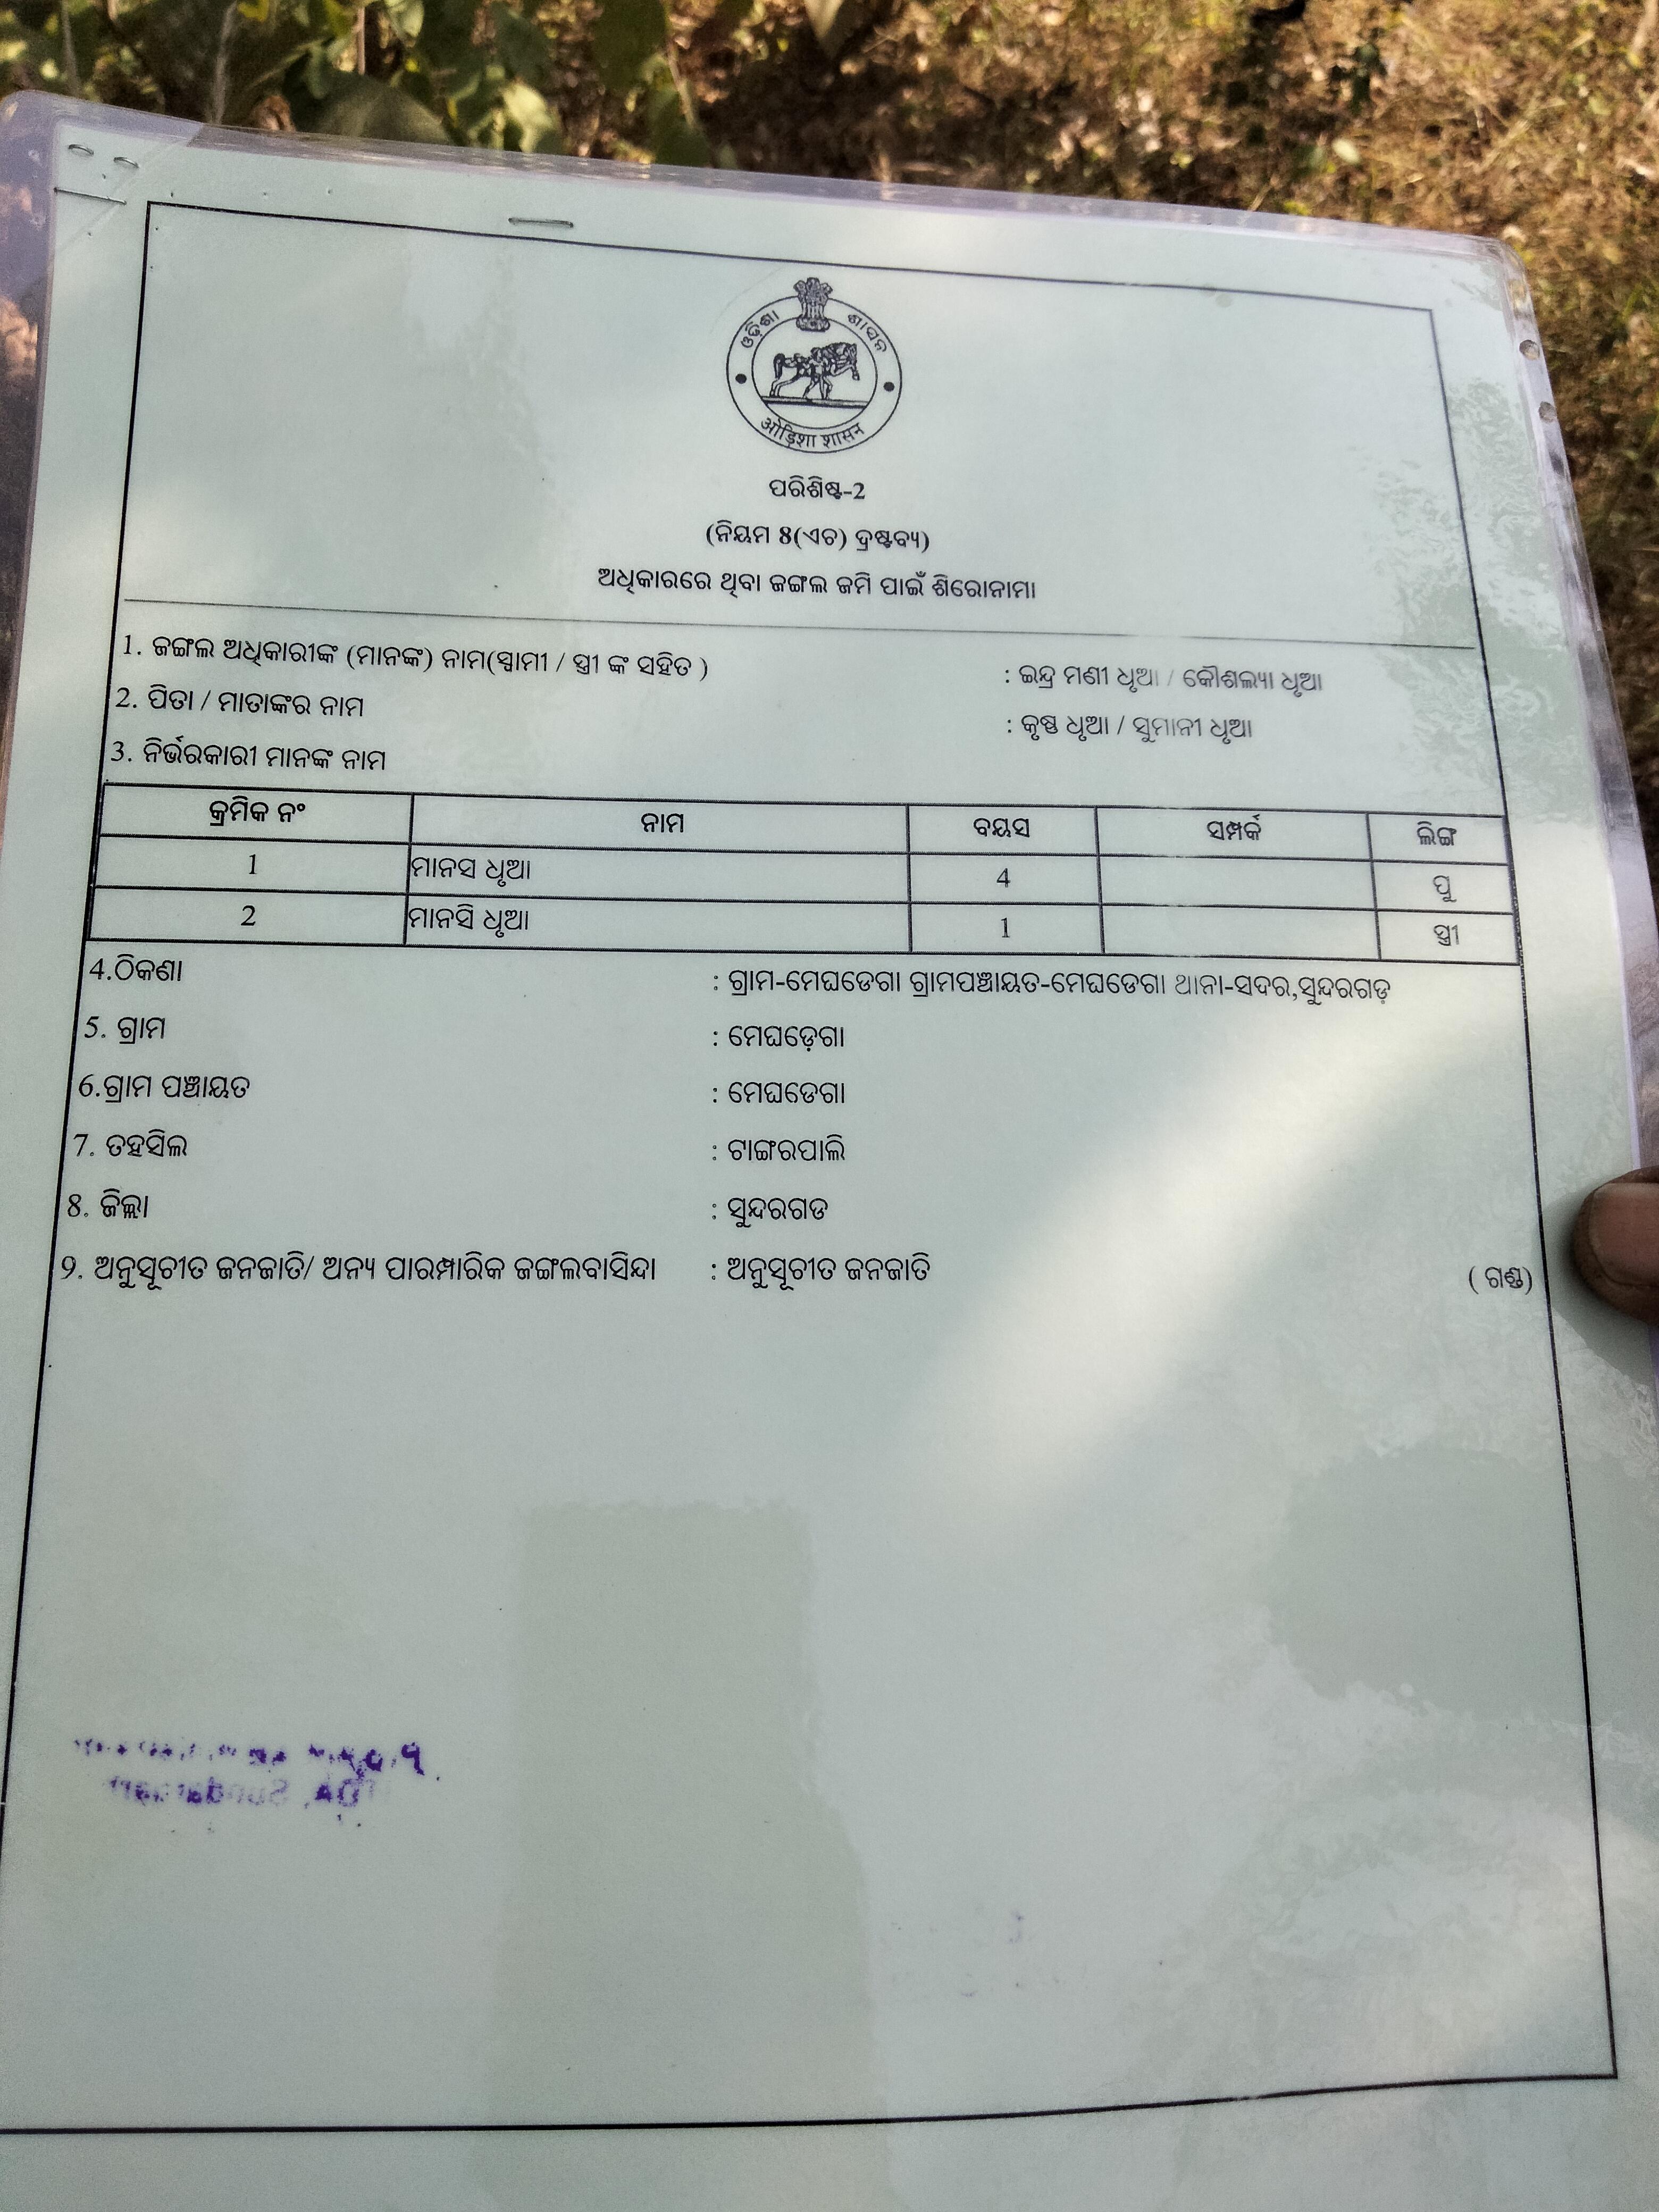 ଓଡ଼ିଶା ଶାସନ
ओड़िशा शासन
ପରିଶିଷ୍ଟ-2
(ନିୟମ 8(ଏଚ) ଦ୍ରଷ୍ଟବ୍ୟ)
ଅଧିକାରରେ ଥିବା ଜଙ୍ଗଲ ଜମି ପାଇଁ ଶିରୋନାମା
1. ଜଙ୍ଗଲ ଅଧିକାରୀଙ୍କ (ମାନଙ୍କ) ନାମ(ସ୍ୱାମୀ / ସ୍ତ୍ରୀ ଙ୍କ ସହିତ ) : ଇନ୍ଦ୍ର ମଣୀ ଧୃଆ / କୌଶଲ୍ୟା ଧୃଆ
2. ପିତା / ମାତାଙ୍କର ନାମ : କୃଷ୍ଣ ଧୃଆ / ସୁମାନୀ ଧୃଆ
3. ନିର୍ଭରକାରୀ ମାନଙ୍କ ନାମ
କ୍ରମିକ ନଂ ନାମ ବୟସ ସମ୍ପର୍କ ଲିଙ୍ଗ
1 ମାନସ ଧୃଆ 4 ପୁ
2 ମାନସି ଧୃଆ 1 ସ୍ତ୍ରୀ
4.ଠିକଣା : ଗ୍ରାମ-ମେଘଡେଗା ଗ୍ରାମପଞ୍ଚାୟତ-ମେଘଡେଗା ଥାନା-ସଦର,ସୁନ୍ଦରଗଡ଼
5. ଗ୍ରାମ : ମେଘଡ଼େଗା
6.ଗ୍ରାମ ପଞ୍ଚାୟତ : ମେଘଡେଗା
7. ତହସିଲ : ଟାଙ୍ଗରପାଲି
8. ଜିଲ୍ଲା : ସୁନ୍ଦରଗଡ
9. ଅନୁସୂଚୀତ ଜନଜାତି/ ଅନ୍ୟ ପାରମ୍ପାରିକ ଜଙ୍ଗଲବାସିନ୍ଦା : ଅନୁସୂଚୀତ ଜନଜାତି ( ଗଣ୍ଡ)